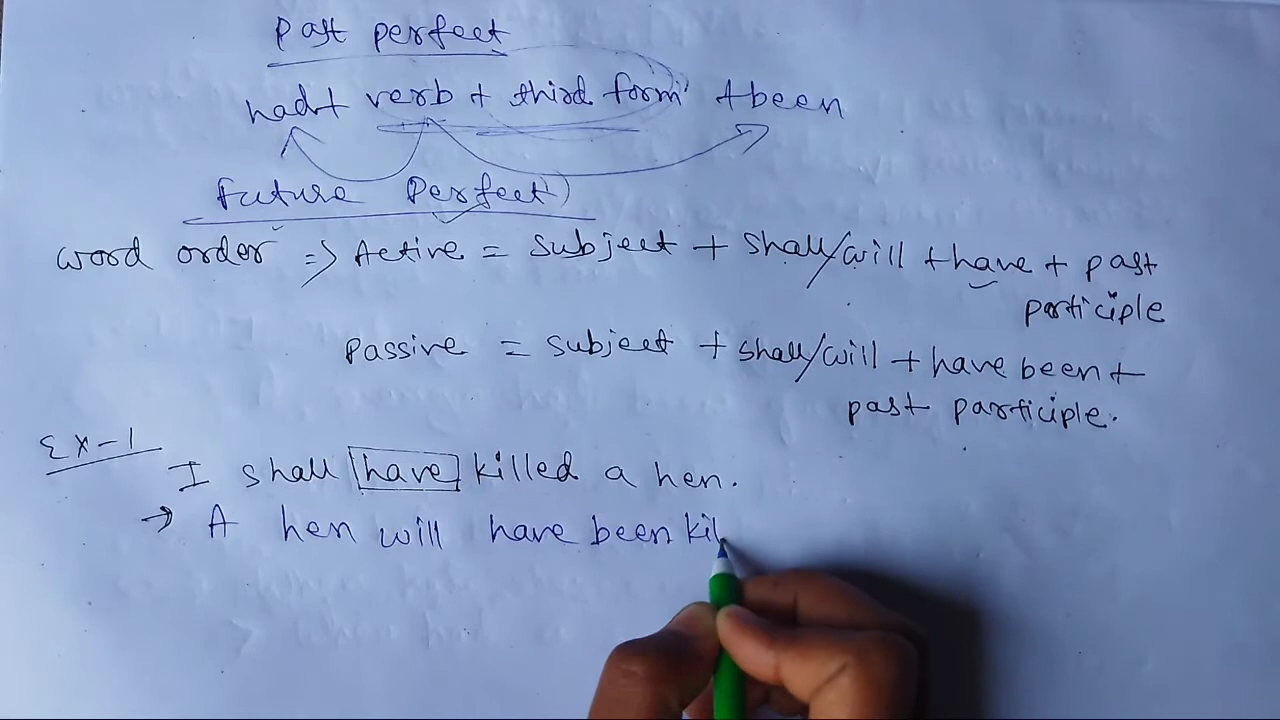 Past perfect
had + verb + third form + been
Future Perfect
word order => Active = subject + shall/will + have + past
participle
passive = subject + shall/will + have been +
past participle.
Ex-1
I shall have killed a hen.
→ A hen will have been kil